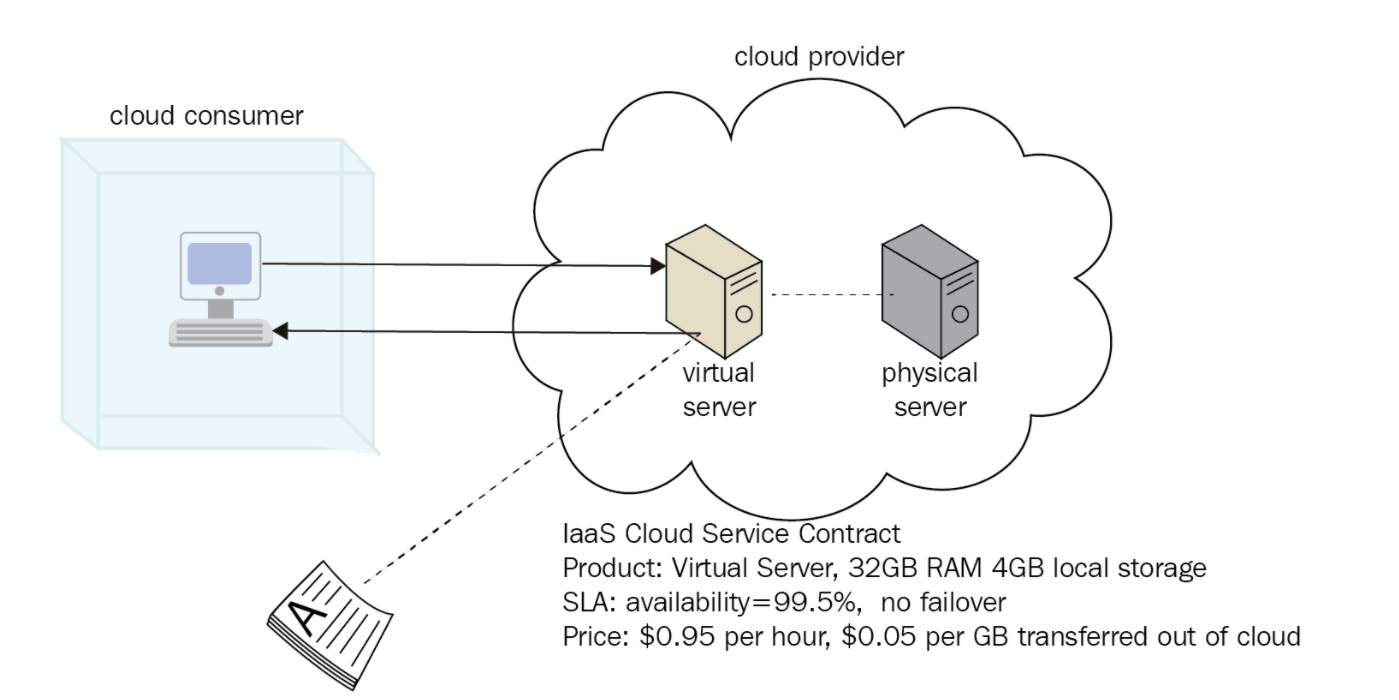 cloud provider
cloud consumer
virtual
server
physical
server
IaaS Cloud Service Contract
Product: Virtual Server, 32GB RAM 4GB local storage
SLA: availability=99.5%, no failover
Price: $0.95 per hour, $0.05 per GB transferred out of cloud
A